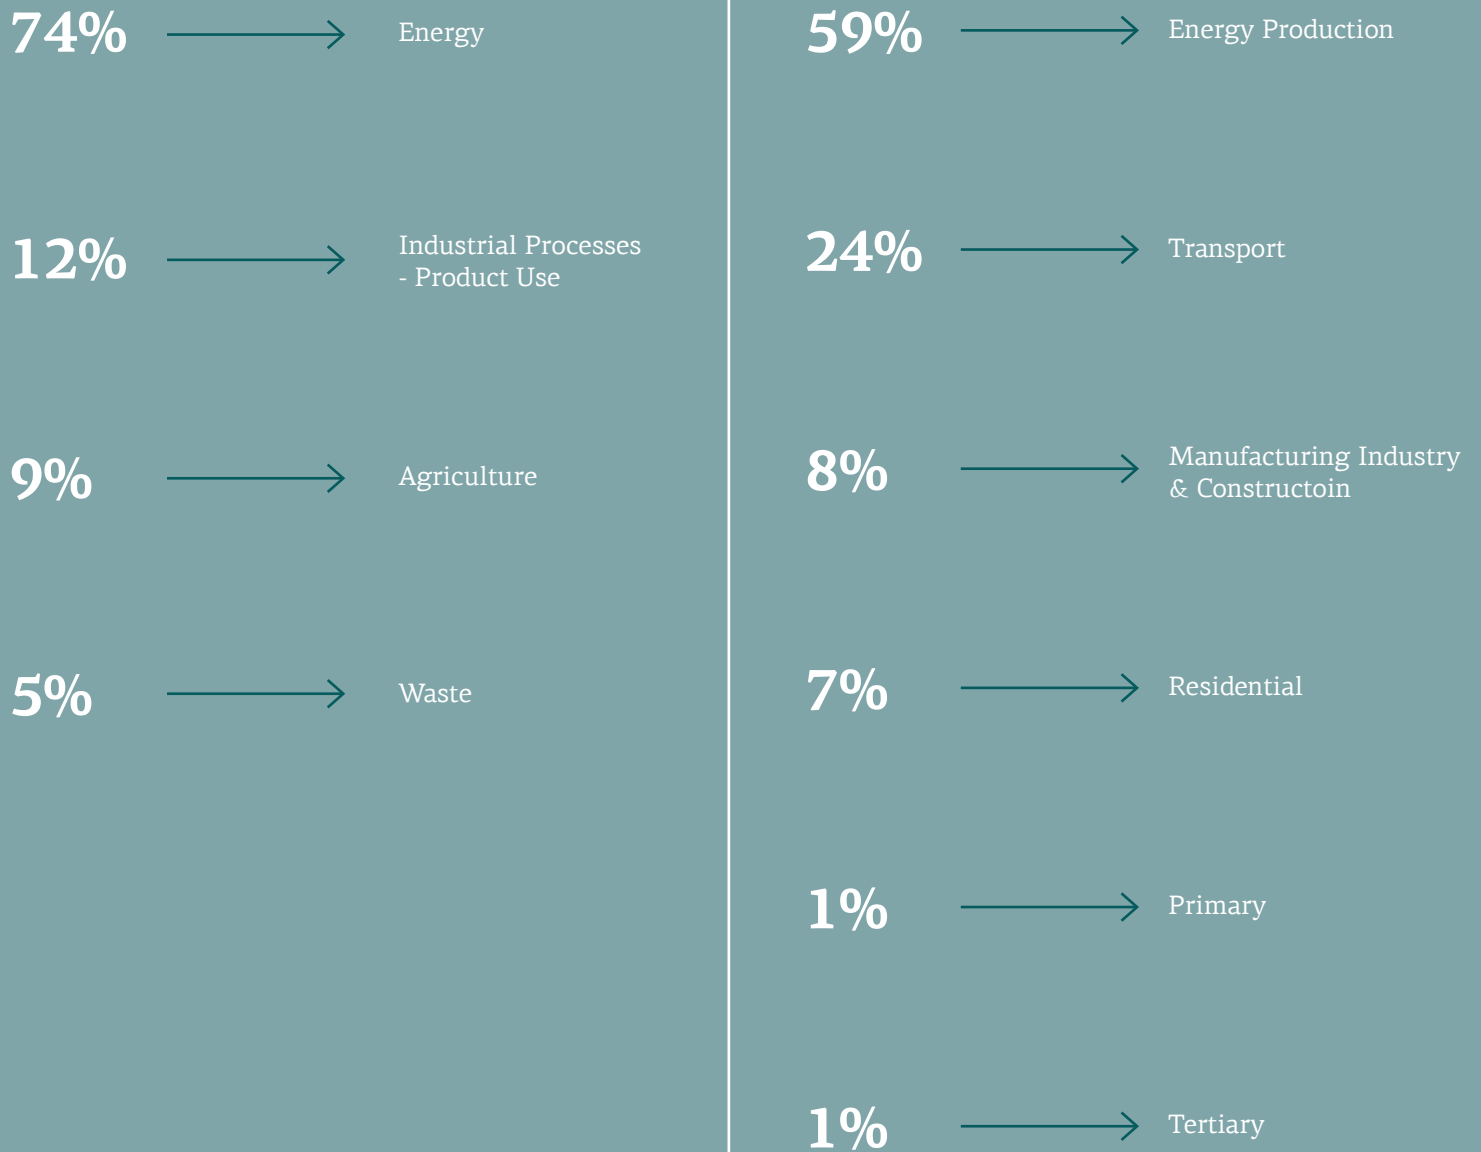 74% Energy
12% Industrial Processes
- Product Use
9% Agriculture
5% Waste
59% Energy Production
24% Transport
8% Manufacturing Industry
& Constructoin
7% Residential
1% Primary
1% Tertiary